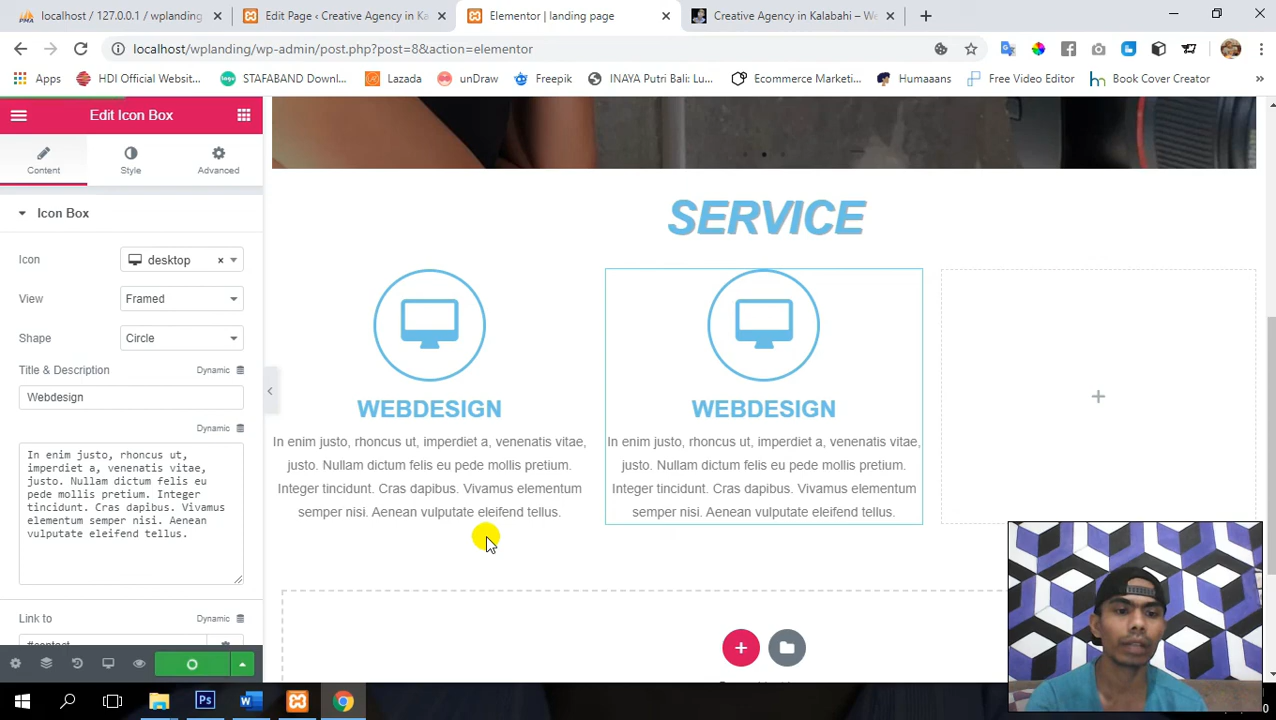 localhost / 127.0.0.1 / wplanding
Edit Page ‹ Creative Agency in Ka
Elementor | landing page
Creative Agency in Kalabahi – We
localhost/wplanding/wp-admin/post.php?post=8&action=elementor
Apps
HDI Official Websit...
STAFABAND Downl...
Lazada
unDraw
Freepik
INAYA Putri Bali: Lu...
Ecommerce Marketi...
Humaaans
Free Video Editor
Book Cover Creator
»
Edit Icon Box
Content
Style
Advanced
Icon Box
Icon
desktop
View
Framed
Shape
Circle
Title & Description
Dynamic
Webdesign
Dynamic
In enim justo, rhoncus ut,
imperdiet a, venenatis vitae,
justo. Nullam dictum felis eu
pede mollis pretium. Integer
tincidunt. Cras dapibus. Vivamus
elementum semper nisi. Aenean
vulputate eleifend tellus.
Link to
Dynamic
#contact
SERVICE
WEBDESIGN
In enim justo, rhoncus ut, imperdiet a, venenatis vitae,
justo. Nullam dictum felis eu pede mollis pretium.
Integer tincidunt. Cras dapibus. Vivamus elementum
semper nisi. Aenean vulputate eleifend tellus.
WEBDESIGN
In enim justo, rhoncus ut, imperdiet a, venenatis vitae,
justo. Nullam dictum felis eu pede mollis pretium.
Integer tincidunt. Cras dapibus. Vivamus elementum
semper nisi. Aenean vulputate eleifend tellus.